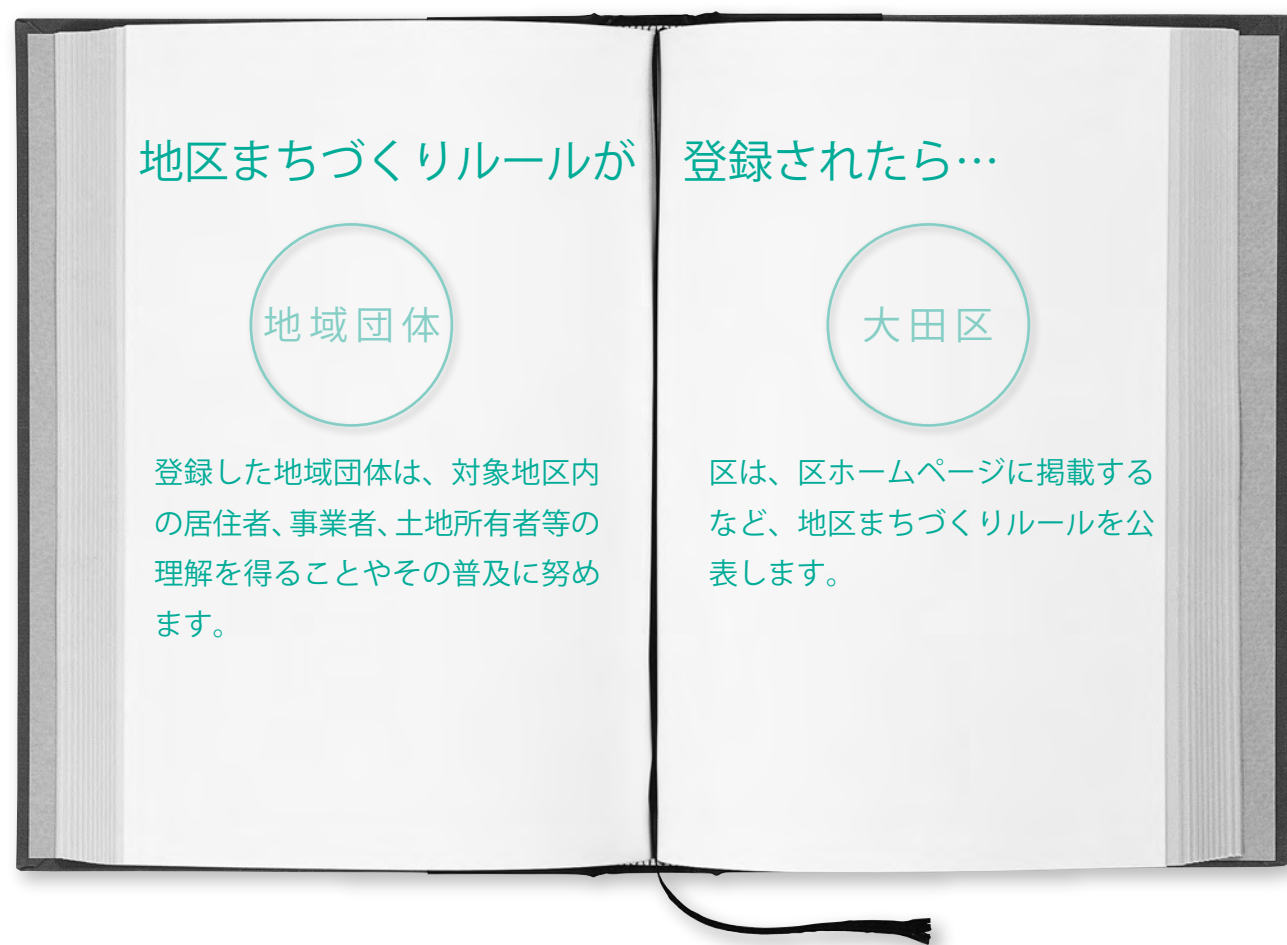 地区まちづくりルールが 登録されたら…
地域団体
登録した地域団体は、対象地区内
の居住者、事業者、土地所有者等の
理解を得ることやその普及に努め
ます。
大田区
区は、区ホームページに掲載する
など、地区まちづくりルールを公
表します。